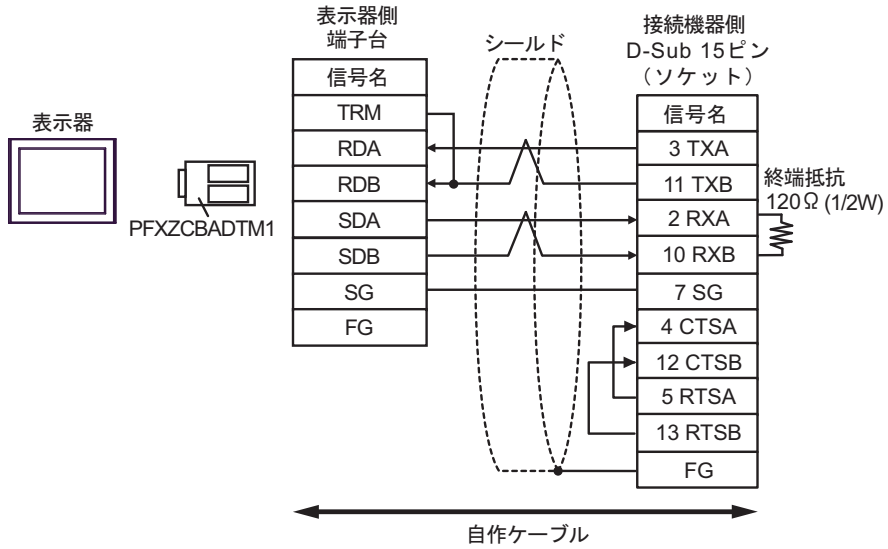 表示器
PFXZCBADTM1
表示器側
端子台
信号名
TRM
RDA
RDB
SDA
SDB
SG
FG
シールド
接続機器側
D-Sub 15ピン
(ソケット)
信号名
3 TXA
11 TXB
2 RXA
10 RXB
7 SG
4 CTSA
12 CTSB
5 RTSA
13 RTSB
FG
終端抵抗
120Ω (1/2W)
自作ケーブル